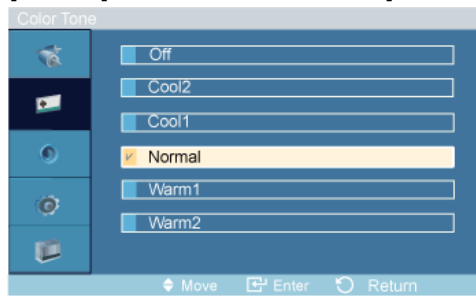 Color Tone
Off
Cool2
Cool1
Normal
Warm1
Warm2
Move Enter Return